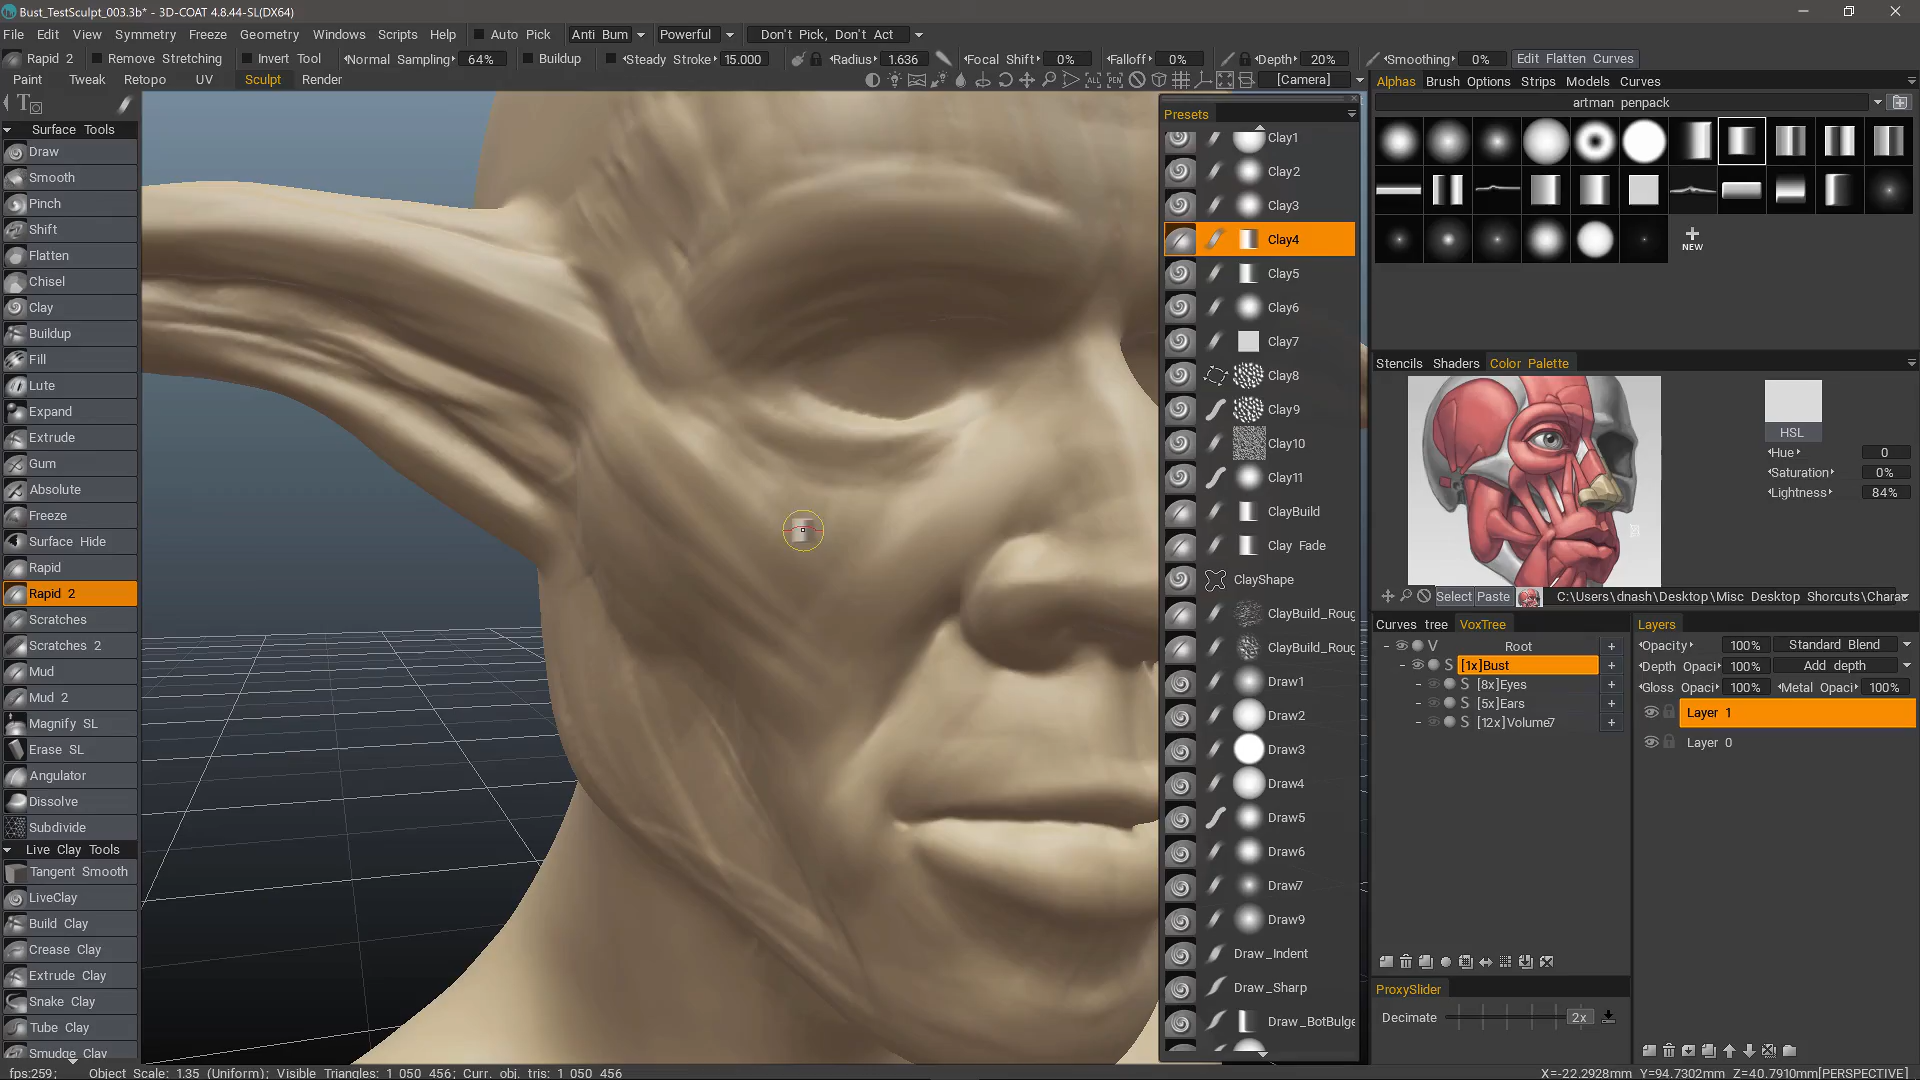 Bust_TestSculpt_003.3b* - 3D-COAT 4.8.44-SL(DX64)
File Edit View Symmetry Freeze Geometry Windows Scripts Help Auto Pick Anti Bum Powerful Don't Pick, Don't Act
Rapid 2 Remove Stretching Invert Tool Normal Sampling 64% Buildup Steady Stroke 15.000 Radius 1.636 Focal Shift 0% Falloff 0% Depth 20% Smoothing 0% Edit Flatten Curves
Paint Tweak Retopo UV Sculpt Render [Camera]
Surface Tools
Draw
Smooth
Pinch
Shift
Flatten
Chisel
Clay
Buildup
Fill
Lute
Expand
Extrude
Gum
Absolute
Freeze
Surface Hide
Rapid
Rapid 2
Scratches
Scratches 2
Mud
Mud 2
Magnify SL
Erase SL
Angulator
Dissolve
Subdivide
Live Clay Tools
Tangent Smooth
LiveClay
Build Clay
Crease Clay
Extrude Clay
Snake Clay
Tube Clay
Smudge Clay
Presets
Clay1
Clay2
Clay3
Clay4
Clay5
Clay6
Clay7
Clay8
Clay9
Clay10
Clay11
ClayBuild
Clay Fade
ClayShape
ClayBuild_Roug
ClayBuild_Roug
Draw1
Draw2
Draw3
Draw4
Draw5
Draw6
Draw7
Draw9
Draw_Indent
Draw_Sharp
Draw_BotBulge
Alphas Brush Options Strips Models Curves
artman penpack
NEW
Stencils Shaders Color Palette
HSL
Hue 0
Saturation 0%
Lightness 84%
Select Paste C:\Users\dnash\Desktop\Misc Desktop Shorcuts\Chara
Curves tree VoxTree
V Root +
S [1x]Bust +
S [8x]Eyes +
S [5x]Ears +
S [12x]Volume7 +
ProxySlider
Decimate 2x
Layers
Opacity 100% Standard Blend
Depth Opaci 100% Add depth
Gloss Opaci 100% Metal Opaci 100%
Layer 1
Layer 0
fps:259; Object Scale: 1.35 (Uniform); Visible Triangles: 1 050 456; Curr. obj. tris: 1 050 456
X=-22.2928mm Y=94.7302mm Z=40.7910mm[PERSPECTIVE]